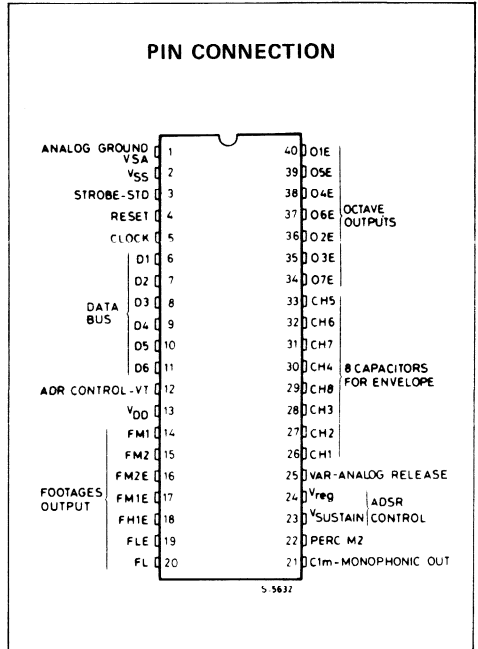 PIN CONNECTION
ANALOG GROUND VSA 1
VSS 2
STROBE-STD 3
RESET 4
CLOCK 5
DATA BUS
D1 6
D2 7
D3 8
D4 9
D5 10
D6 11
ADR CONTROL-VT 12
VDD 13
FOOTAGES OUTPUT
FM1 14
FM2 15
FM2E 16
FM1E 17
FH1E 18
FLE 19
FL 20
40 O1E
39 O5E
38 O4E
37 O6E
36 O2E
35 O3E
34 O7E
OCTAVE OUTPUTS
33 CH5
32 CH6
31 CH7
30 CH4
29 CH8
28 CH3
27 CH2
26 CH1
8 CAPACITORS FOR ENVELOPE
25 VAR-ANALOG RELEASE
24 Vreg
23 VSUSTAIN
ADSR CONTROL
22 PERC M2
21 C1m-MONOPHONIC OUT
S-5632